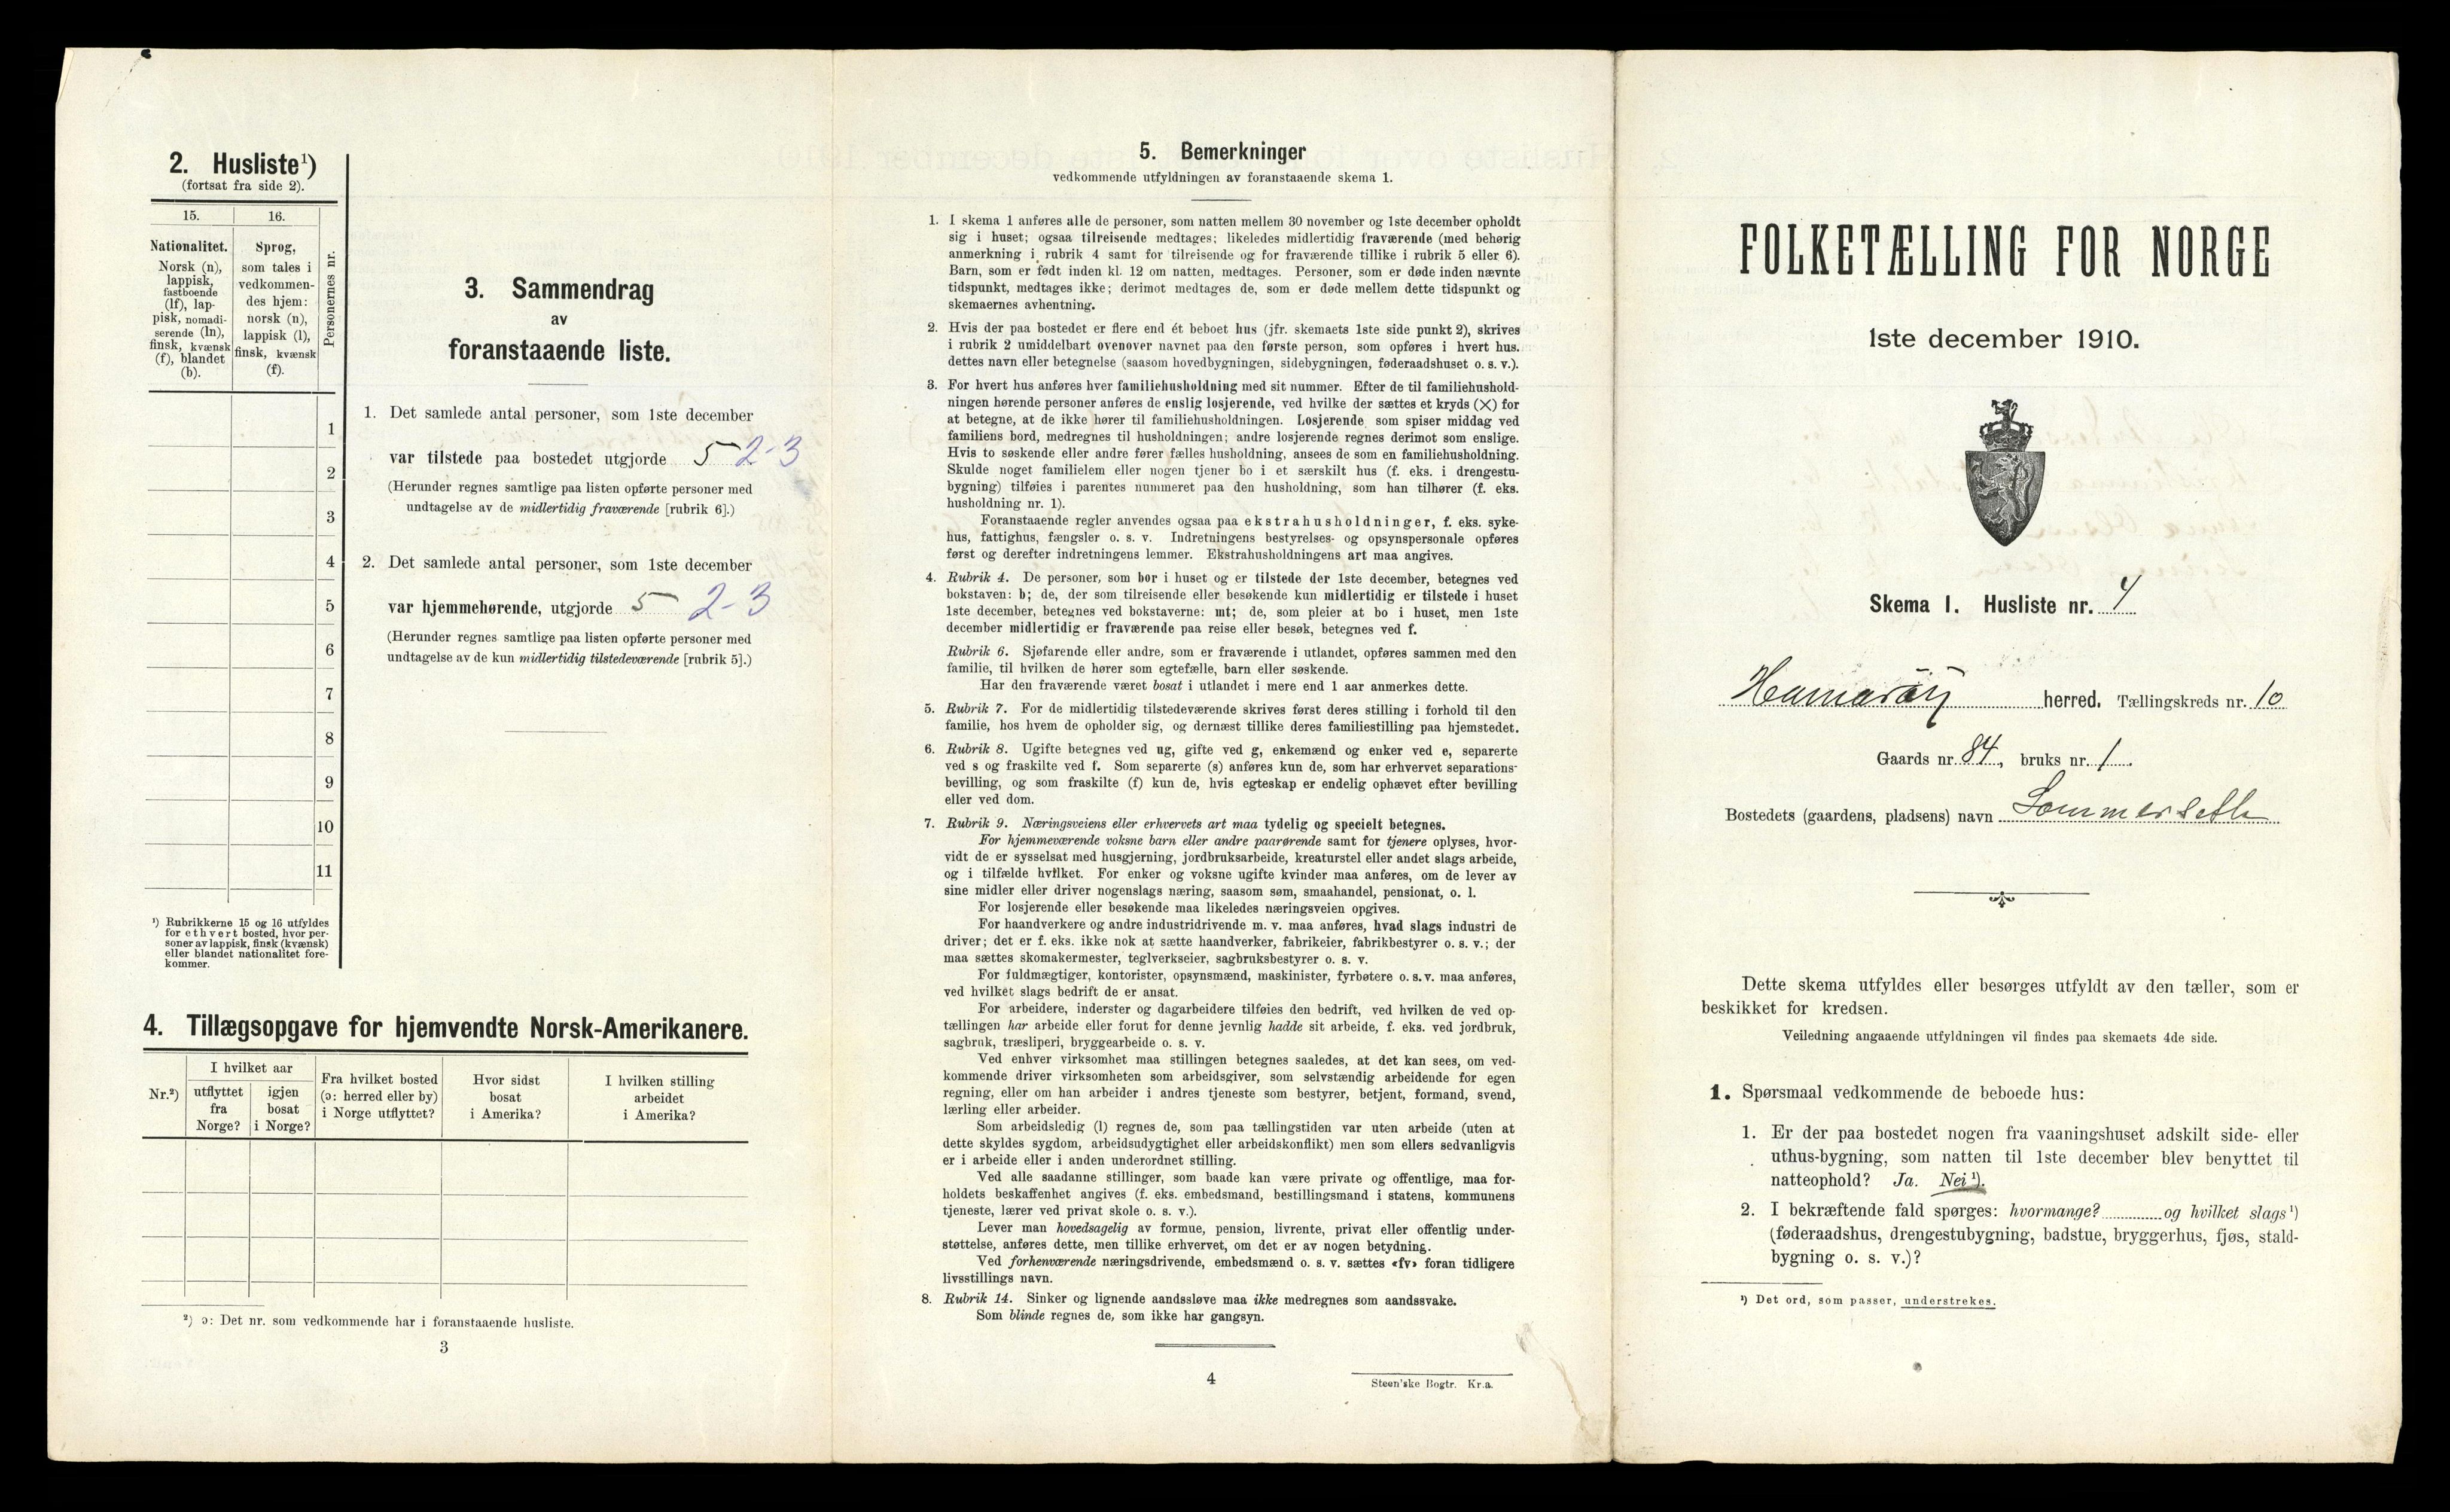 2. Husliste¹)
(fortsat fra side 2).
15.
16.
Personernes nr.
Nationalitet.
Norsk (n),
lappisk,
fastboende
(lf), lap-
pisk, nomadi-
serende (ln),
finsk, kvænsk
(f), blandet
(b).
Sprog,
som tales i
vedkommen-
des hjem:
norsk (n),
lappisk (l),
finsk, kvænsk
(f).
1
2
3
4
5
6
7
8
9
10
11
¹) Rubrikkerne 15 og 16 utfyldes
for ethvert bosted, hvor per-
soner av lappisk, finsk (kvænsk)
eller blandet nationalitet fore-
kommer.
3. Sammendrag
av
foranstaaende liste.
1. Det samlede antal personer, som 1ste december
var tilstede paa bostedet utgjorde 5 2-3
(Herunder regnes samtlige paa listen opførte personer med
undtagelse av de midlertidig fraværende [rubrik 6].)
2. Det samlede antal personer, som 1ste december
var hjemmehørende, utgjorde 5 2-3
(Herunder regnes samtlige paa listen opførte personer med
undtagelse av de kun midlertidig tilstedeværende [rubrik 5].)
4. Tillægsopgave for hjemvendte Norsk-Amerikanere.
Nr.²)
I hvilket aar
utflyttet
fra
Norge?
igjen
bosat
i Norge?
Fra hvilket bosted
(ɔ: herred eller by)
i Norge utflyttet?
Hvor sidst
bosat
i Amerika?
I hvilken stilling
arbeidet
i Amerika?
²) ɔ: Det nr. som vedkommende har i foranstaaende husliste.
3
5. Bemerkninger
vedkommende utfyldningen av foranstaaende skema 1.
1. I skema 1 anføres alle de personer, som natten mellem 30 november og 1ste december opholdt
sig i huset; ogsaa tilreisende medtages; likeledes midlertidig fraværende (med behørig
anmerkning i rubrik 4 samt for tilreisende og for fraværende tillike i rubrik 5 eller 6).
Barn, som er født inden kl. 12 om natten, medtages. Personer, som er døde inden nævnte
tidspunkt, medtages ikke; derimot medtages de, som er døde mellem dette tidspunkt og
skemaernes avhentning.
2. Hvis der paa bostedet er flere end ét beboet hus (jfr. skemaets 1ste side punkt 2), skrives
i rubrik 2 umiddelbart ovenover navnet paa den første person, som opføres i hvert hus.
dettes navn eller betegnelse (saasom hovedbygningen, sidebygningen, føderaadshuset o. s. v.).
3. For hvert hus anføres hver familiehusholdning med sit nummer. Efter de til familiehushold-
ningen hørende personer anføres de enslig losjerende, ved hvilke der sættes et kryds (✕) for
at betegne, at de ikke hører til familiehusholdningen. Losjerende som spiser middag ved
familiens bord, medregnes til husholdningen; andre losjerende regnes derimot som enslige.
Hvis to søskende eller andre fører fælles husholdning, ansees de som en familiehusholdning.
Skulde noget familielem eller nogen tjener bo i et særskilt hus (f. eks. i drengestu-
bygning) tilføies i parentes nummeret paa den husholdning, som han tilhører (f. eks.
husholdning nr. 1).
Foranstaaende regler anvendes ogsaa paa ekstrahusholdninger, f. eks. syke-
hus, fattighus, fængsler o. s. v. Indretningens bestyrelses- og opsynspersonale opføres
først og derefter indretningens lemmer. Ekstrahusholdningens art maa angives.
4. Rubrik 4. De personer, som bor i huset og er tilstede der 1ste december, betegnes ved
bokstaven: b; de, der som tilreisende eller besøkende kun midlertidig er tilstede i huset
1ste december, betegnes ved bokstaverne: mt; de, som pleier at bo i huset, men 1ste
december midlertidig er fraværende paa reise eller besøk, betegnes ved f.
Rubrik 6. Sjøfarende eller andre, som er fraværende i utlandet, opføres sammen med den
familie, til hvilken de hører som egtefælle, barn eller søskende.
Har den fraværende været bosat i utlandet i mere end 1 aar anmerkes dette.
5. Rubrik 7. For de midlertidig tilstedeværende skrives først deres stilling i forhold til den
familie, hos hvem de opholder sig, og dernæst tillike deres familiestilling paa hjemstedet.
6. Rubrik 8. Ugifte betegnes ved ug, gifte ved g, enkemænd og enker ved e, separerte
ved s og fraskilte ved f. Som separerte (s) anføres kun de, som har erhvervet separations-
bevilling, og som fraskilte (f) kun de, hvis egteskap er endelig ophævet efter bevilling
eller ved dom.
7. Rubrik 9. Næringsveiens eller erhvervets art maa tydelig og specielt betegnes.
For hjemmeværende voksne barn eller andre paarørende samt for tjenere oplyses, hvor-
vidt de er sysselsat med husgjerning, jordbruksarbeide, kreaturstel eller andet slags arbeide,
og i tilfælde hvilket. For enker og voksne ugifte kvinder maa anføres, om de lever av
sine midler eller driver nogenslags næring, saasom søm, smaahandel, pensionat, o. l.
For losjerende eller besøkende maa likeledes næringsveien opgives.
For haandverkere og andre industridrivende m. v. maa anføres, hvad slags industri de
driver; det er f. eks. ikke nok at sætte haandverker, fabrikeier, fabrikbestyrer o. s. v.; der
maa sættes skomakermester, teglverkseier, sagbruksbestyrer o. s. v.
For fuldmægtiger, kontorister, opsynsmænd, maskinister, fyrbøtere o. s. v. maa anføres,
ved hvilket slags bedrift de er ansat.
For arbeidere, inderster og dagarbeidere tilføies den bedrift, ved hvilken de ved op-
tællingen har arbeide eller forut for denne jevnlig hadde sit arbeide, f. eks. ved jordbruk,
sagbruk, træsliperi, bryggearbeide o. s. v.
Ved enhver virksomhet maa stillingen betegnes saaledes, at det kan sees, om ved-
kommende driver virksomheten som arbeidsgiver, som selvstændig arbeidende for egen
regning, eller om han arbeider i andres tjeneste som bestyrer, betjent, formand, svend,
lærling eller arbeider.
Som arbeidsledig (l) regnes de, som paa tællingstiden var uten arbeide (uten at
dette skyldes sygdom, arbeidsudygtighet eller arbeidskonflikt) men som ellers sedvanligvis
er i arbeide eller i anden underordnet stilling.
Ved alle saadanne stillinger, som baade kan være private og offentlige, maa for-
holdets beskaffenhet angives (f. eks. embedsmand, bestillingsmand i statens, kommunens
tjeneste, lærer ved privat skole o. s. v.).
Lever man hovedsagelig av formue, pension, livrente, privat eller offentlig under-
støttelse, anføres dette, men tillike erhvervet, om det er av nogen betydning.
Ved forhenværende næringsdrivende, embedsmænd o. s. v. sættes «fv» foran tidligere
livsstillings navn.
8. Rubrik 14. Sinker og lignende aandssløve maa ikke medregnes som aandssvake.
Som blinde regnes de, som ikke har gangsyn.
4
Steen'ske Bogtr. Kr.a.
FOLKETÆLLING FOR NORGE
1ste december 1910.
Skema I. Husliste nr. 4
Hamarøy herred. Tællingskreds nr. 10
Gaards nr. 84, bruks nr. 1.
Bostedets (gaardens, pladsens) navn Sommersette
Dette skema utfyldes eller besørges utfyldt av den tæller, som er
beskikket for kredsen.
Veiledning angaaende utfyldningen vil findes paa skemaets 4de side.
1. Spørsmaal vedkommende de beboede hus:
1. Er der paa bostedet nogen fra vaaningshuset adskilt side- eller
uthus-bygning, som natten til 1ste december blev benyttet til
natteophold? Ja. Nei ¹).
2. I bekræftende fald spørges: hvormange? og hvilket slags ¹)
(føderaadshus, drengestubygning, badstue, bryggerhus, fjøs, stald-
bygning o. s. v.)?
¹) Det ord, som passer, understrekes.